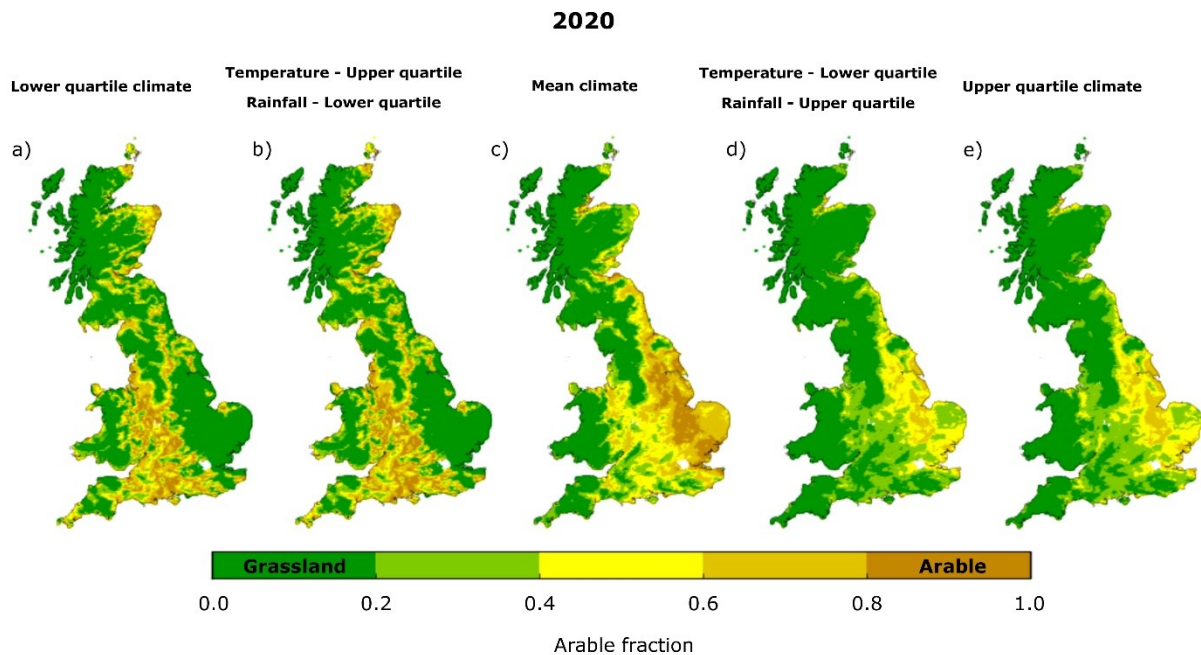 2020
Lower quartile climate
Temperature - Upper quartile
Rainfall - Lower quartile
Mean climate
Temperature - Lower quartile
Rainfall - Upper quartile
Upper quartile climate
a)
b)
c)
d)
e)
Grassland
Arable
0.0 0.2 0.4 0.6 0.8 1.0
Arable fraction